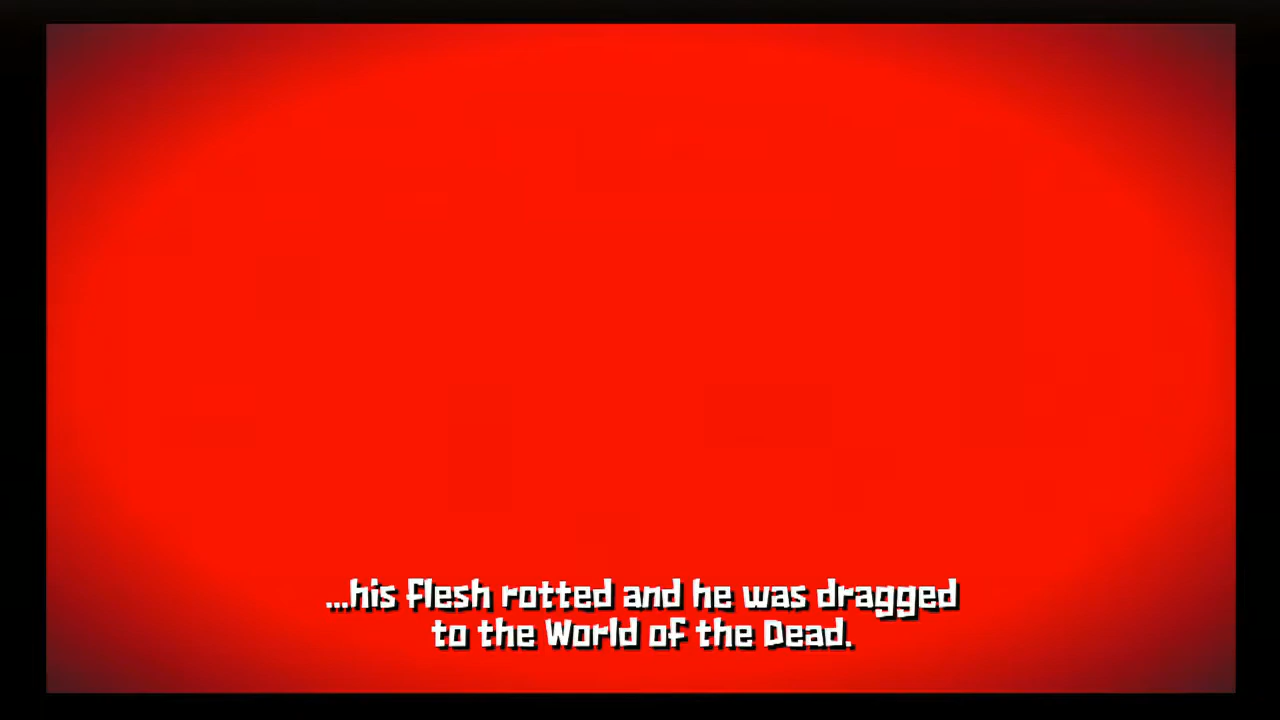 ...his flesh rotted and he was dragged
to the World of the Dead.